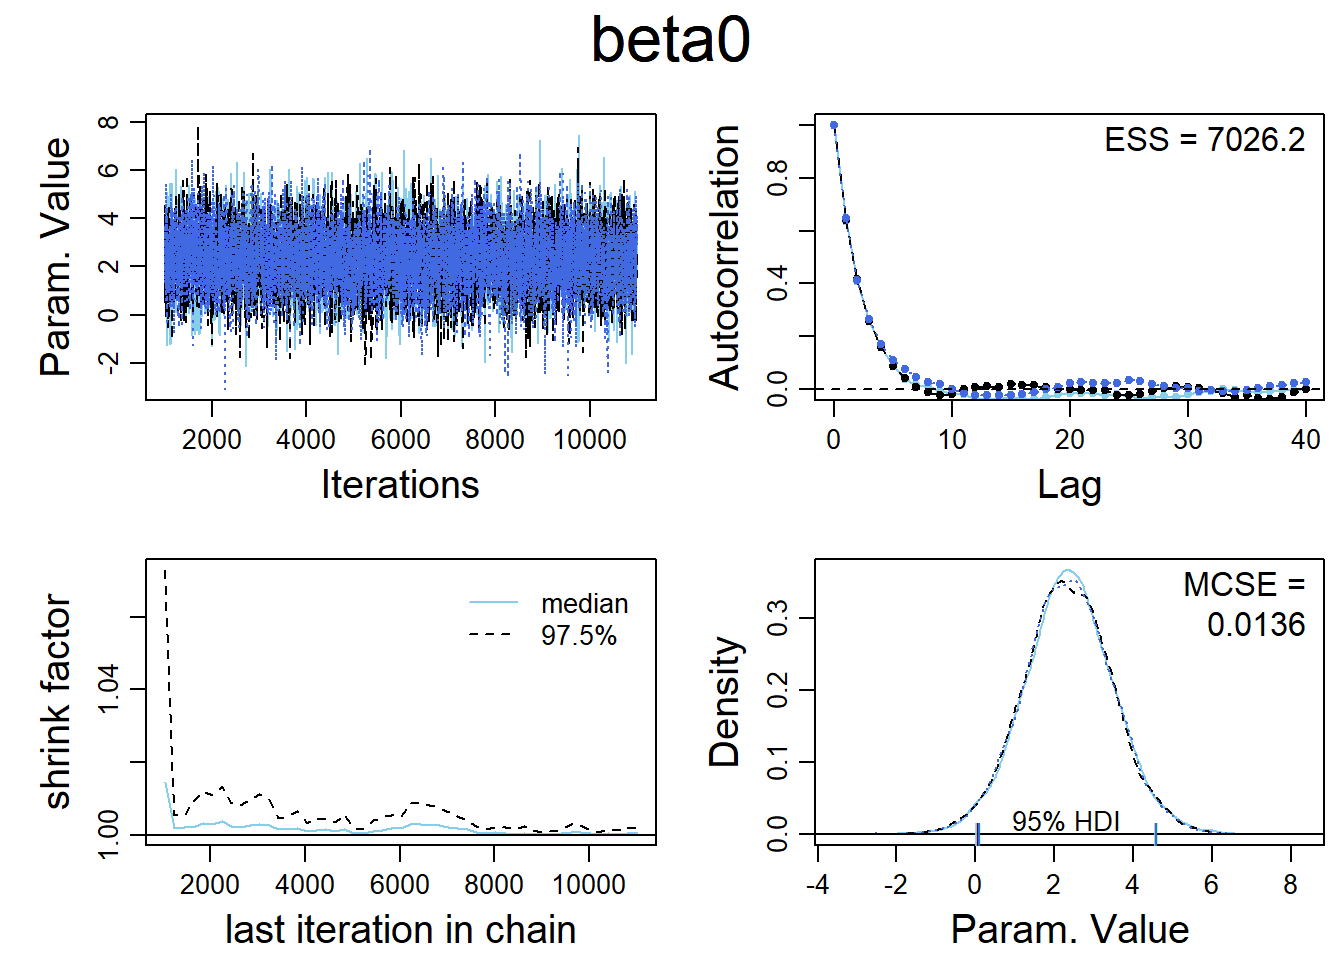 beta0
Param. Value
8
6
4
2
0
-2
2000 4000 6000 8000 10000
Iterations
Autocorrelation
0.8
0.4
0.0
ESS = 7026.2
0 10 20 30 40
Lag
shrink factor
1.04
1.00
median
97.5%
2000 4000 6000 8000 10000
last iteration in chain
Density
0.3
0.2
0.1
0.0
MCSE =
0.0136
95% HDI
-4 -2 0 2 4 6 8
Param. Value